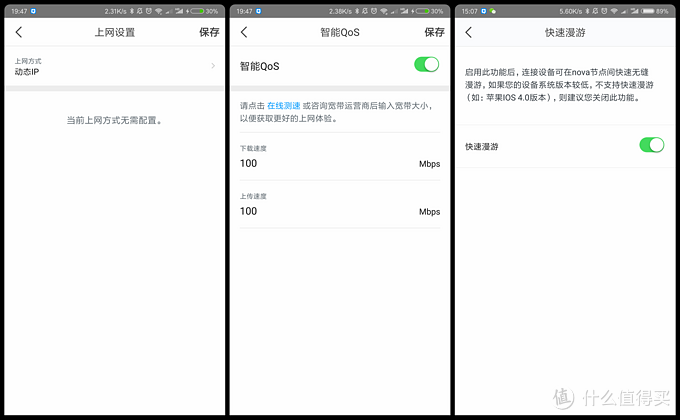 19:47
2.31K/s
30%
上网设置
保存
上网方式
动态IP
当前上网方式无需配置。
19:47
2.38K/s
30%
智能QoS
保存
智能QoS
请点击 在线测速 或咨询宽带运营商后输入宽带大小，
以便获取更好的上网体验。
下载速度
100
Mbps
上传速度
100
Mbps
15:07
5.60K/s
89%
快速漫游
启用此功能后，连接设备可在nova节点间快速无缝
漫游，如果您的设备系统版本较低，不支持快速漫游
（如：苹果IOS 4.0版本），则建议您关闭此功能。
快速漫游
值 什么值得买